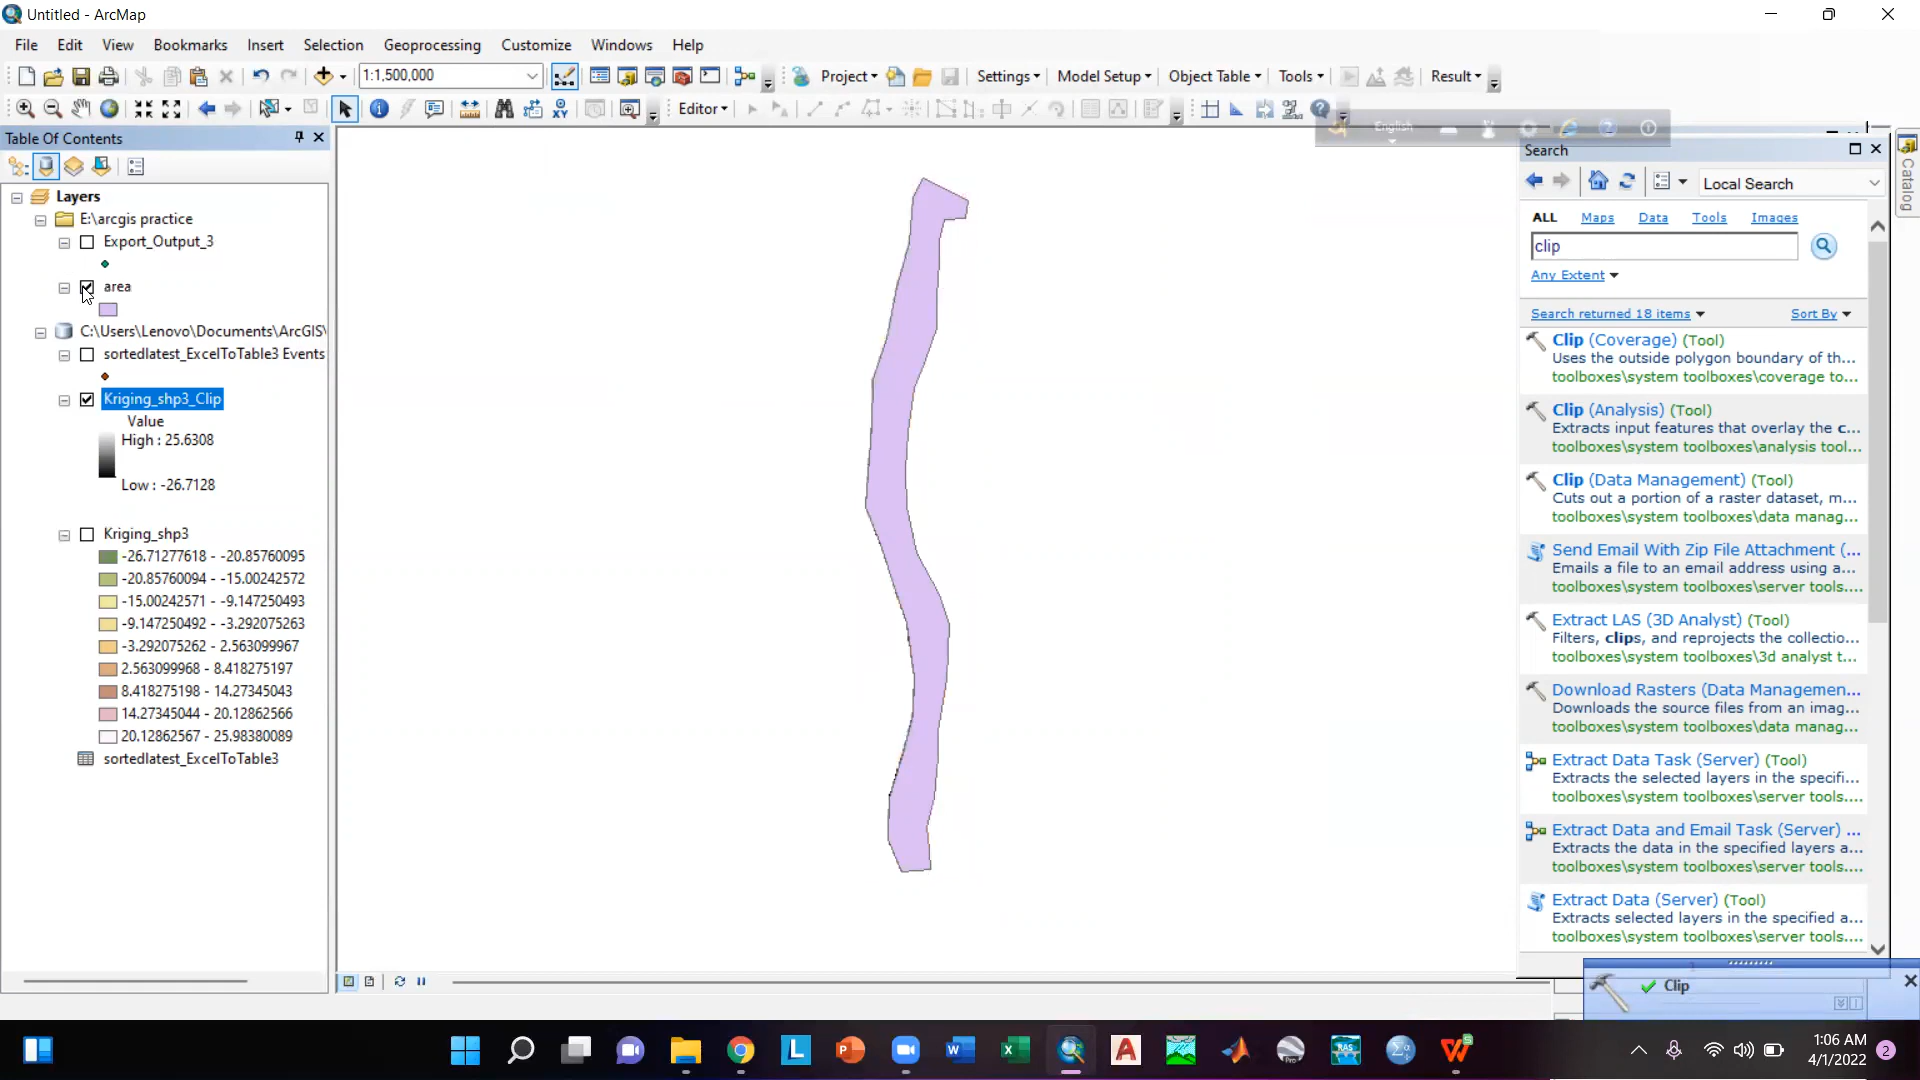 Untitled - ArcMap
File Edit View Bookmarks Insert Selection Geoprocessing Customize Windows Help
1:1,500,000 Project Settings Model Setup Object Table Tools Result
Editor
English
Table Of Contents
Layers
E:\arcgis practice
Export_Output_3
area
C:\Users\Lenovo\Documents\ArcGIS\
sortedlatest_ExcelToTable3 Events
Kriging_shp3_Clip
Value
High : 25.6308
Low : -26.7128
Kriging_shp3
-26.71277618 - -20.85760095
-20.85760094 - -15.00242572
-15.00242571 - -9.147250493
-9.147250492 - -3.292075263
-3.292075262 - 2.563099967
2.563099968 - 8.418275197
8.418275198 - 14.27345043
14.27345044 - 20.12862566
20.12862567 - 25.98380089
sortedlatest_ExcelToTable3
Search
Catalog
Local Search
ALL Maps Data Tools Images
clip
Any Extent
Search returned 18 items Sort By
Clip (Coverage) (Tool)
Uses the outside polygon boundary of th...
toolboxes\system toolboxes\coverage to...
Clip (Analysis) (Tool)
Extracts input features that overlay the c...
toolboxes\system toolboxes\analysis tool...
Clip (Data Management) (Tool)
Cuts out a portion of a raster dataset, m...
toolboxes\system toolboxes\data manag...
Send Email With Zip File Attachment (...
Emails a file to an email address using a...
toolboxes\system toolboxes\server tools....
Extract LAS (3D Analyst) (Tool)
Filters, clips, and reprojects the collectio...
toolboxes\system toolboxes\3d analyst t...
Download Rasters (Data Managemen...
Downloads the source files from an imag...
toolboxes\system toolboxes\data manag...
Extract Data Task (Server) (Tool)
Extracts the selected layers in the specifi...
toolboxes\system toolboxes\server tools....
Extract Data and Email Task (Server) ...
Extracts the data in the specified layers a...
toolboxes\system toolboxes\server tools....
Extract Data (Server) (Tool)
Extracts selected layers in the specified a...
toolboxes\system toolboxes\server tools....
Clip
1:06 AM
4/1/2022
2